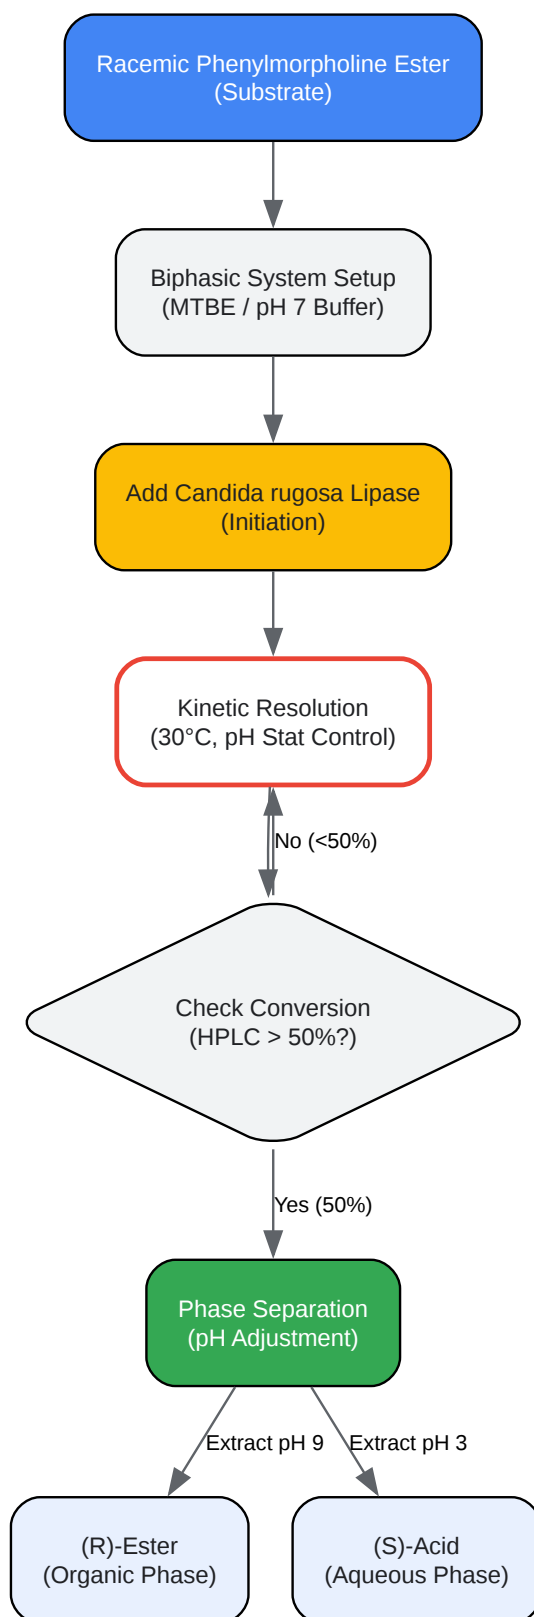 Racemic Phenylmorpholine Ester
(Substrate)
Biphasic System Setup
(MTBE / pH 7 Buffer)
Add Candida rugosa Lipase
(Initiation)
Kinetic Resolution
(30°C, pH Stat Control)
No (<50%)
Check Conversion
(HPLC > 50%?)
Yes (50%)
Phase Separation
(pH Adjustment)
Extract pH 9
Extract pH 3
(R)-Ester
(Organic Phase)
(S)-Acid
(Aqueous Phase)